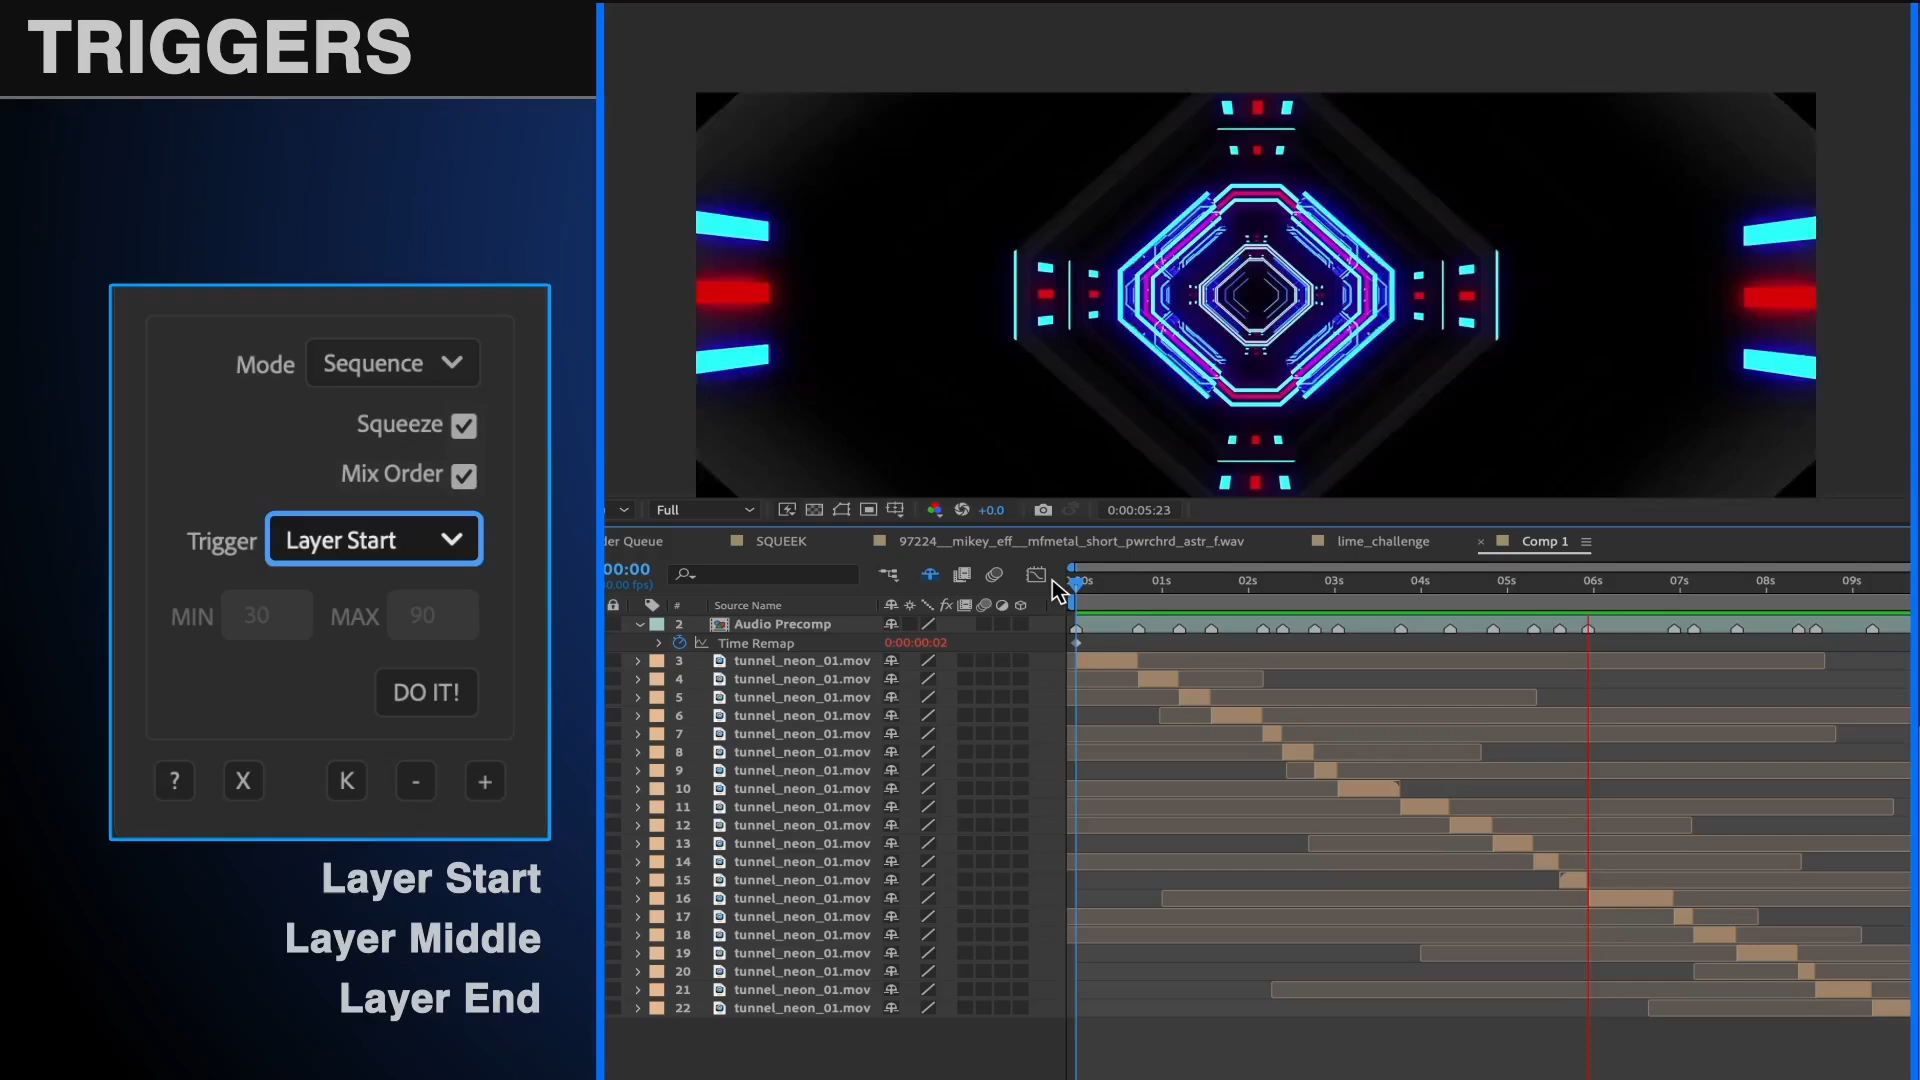 TRIGGERS
Mode Sequence
Squeeze
Mix Order
Trigger Layer Start
MIN 30 MAX 90
DO IT!
? X K - +
Layer Start
Layer Middle
Layer End
Full +0.0 0:00:05:23
der Queue SQUEEK 97224__mikey_eff__mfmetal_short_pwrchrd_astr_f.wav lime_challenge × Comp 1
00:00
0.00 fps)
00s 01s 02s 03s 04s 05s 06s 07s 08s 09s
# Source Name fx
2 Audio Precomp
Time Remap 0:00:00:02
3 tunnel_neon_01.mov
4 tunnel_neon_01.mov
5 tunnel_neon_01.mov
6 tunnel_neon_01.mov
7 tunnel_neon_01.mov
8 tunnel_neon_01.mov
9 tunnel_neon_01.mov
10 tunnel_neon_01.mov
11 tunnel_neon_01.mov
12 tunnel_neon_01.mov
13 tunnel_neon_01.mov
14 tunnel_neon_01.mov
15 tunnel_neon_01.mov
16 tunnel_neon_01.mov
17 tunnel_neon_01.mov
18 tunnel_neon_01.mov
19 tunnel_neon_01.mov
20 tunnel_neon_01.mov
21 tunnel_neon_01.mov
22 tunnel_neon_01.mov